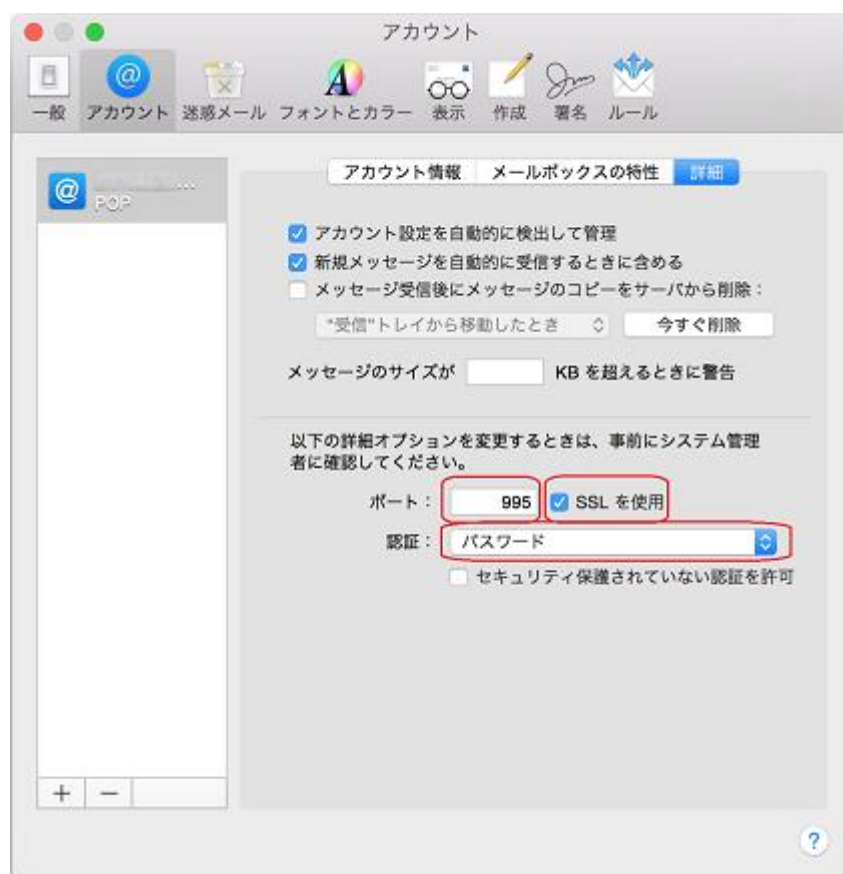 アカウント
一般 アカウント 迷惑メール フォントとカラー 表示 作成 署名 ルール
アカウント情報 メールボックスの特性 詳細
POP
アカウント設定を自動的に検出して管理
新規メッセージを自動的に受信するときに含める
メッセージ受信後にメッセージのコピーをサーバから削除：
"受信"トレイから移動したとき 今すぐ削除
メッセージのサイズが KB を超えるときに警告
以下の詳細オプションを変更するときは、事前にシステム管理
者に確認してください。
ポート： 995 SSL を使用
認証： パスワード
セキュリティ保護されていない認証を許可